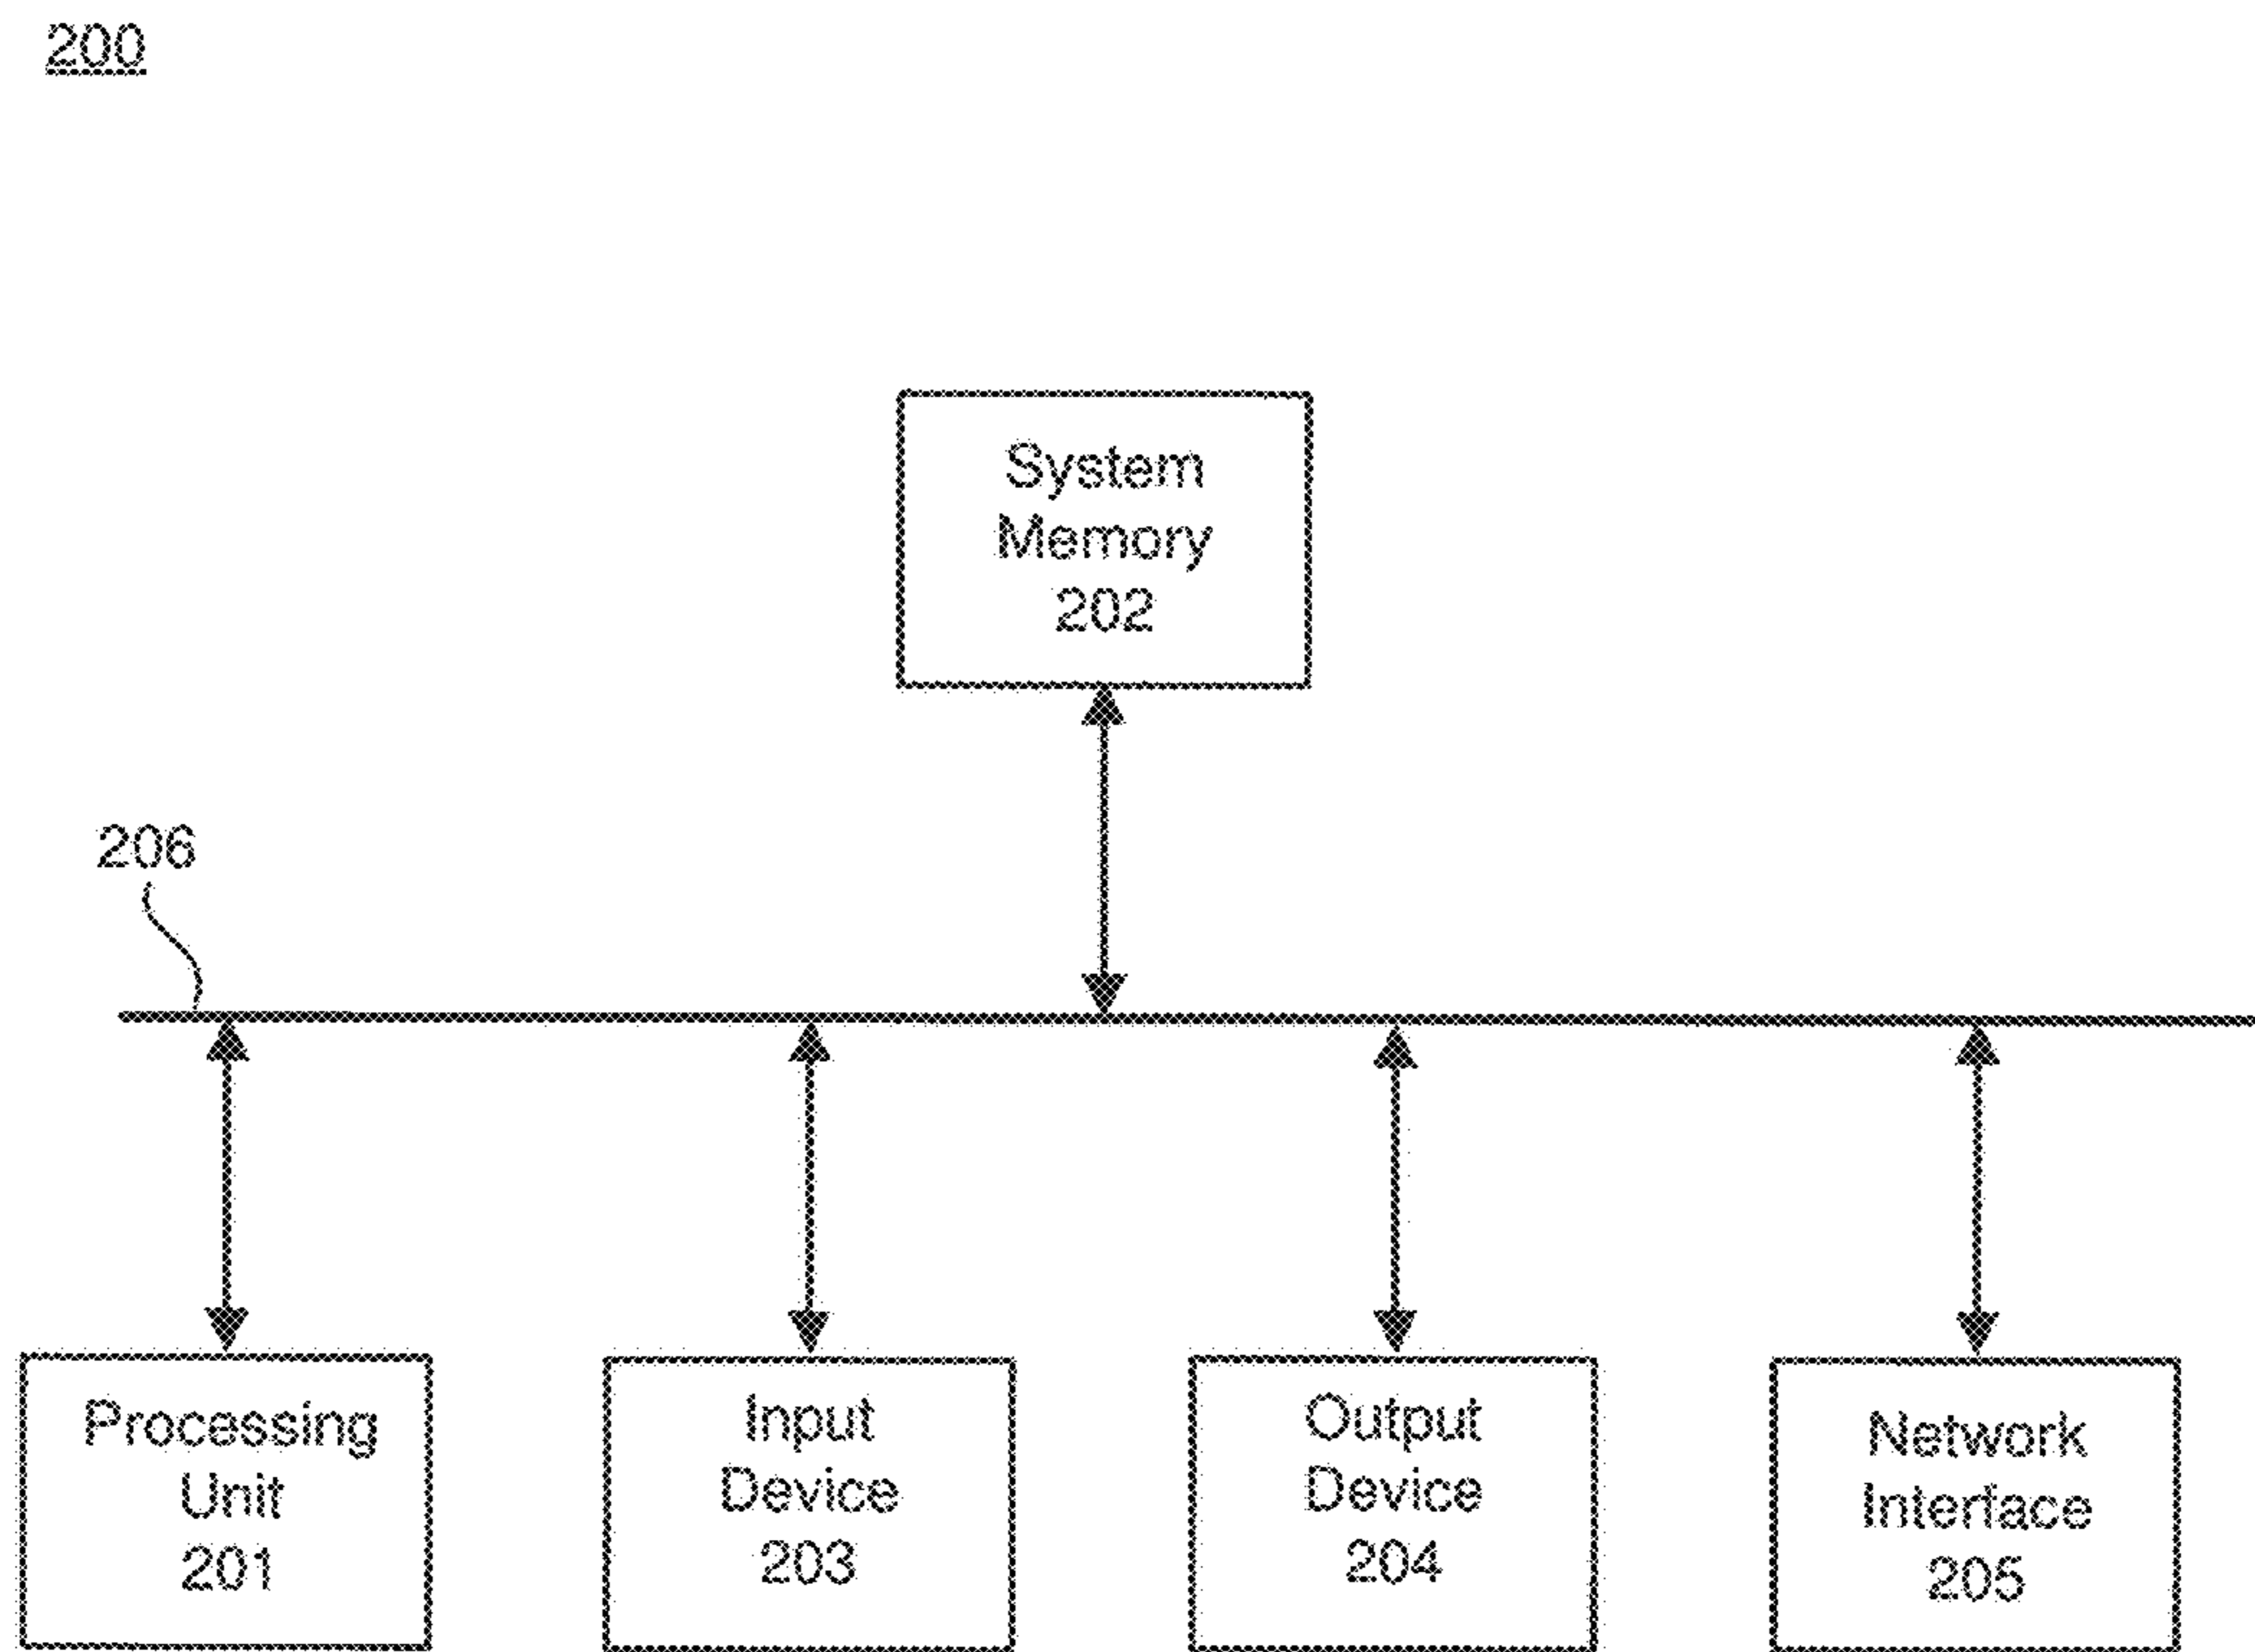 200
System
Memory
202
206
Processing
Unit
201
Input
Device
203
Output
Device
204
Network
Interface
205